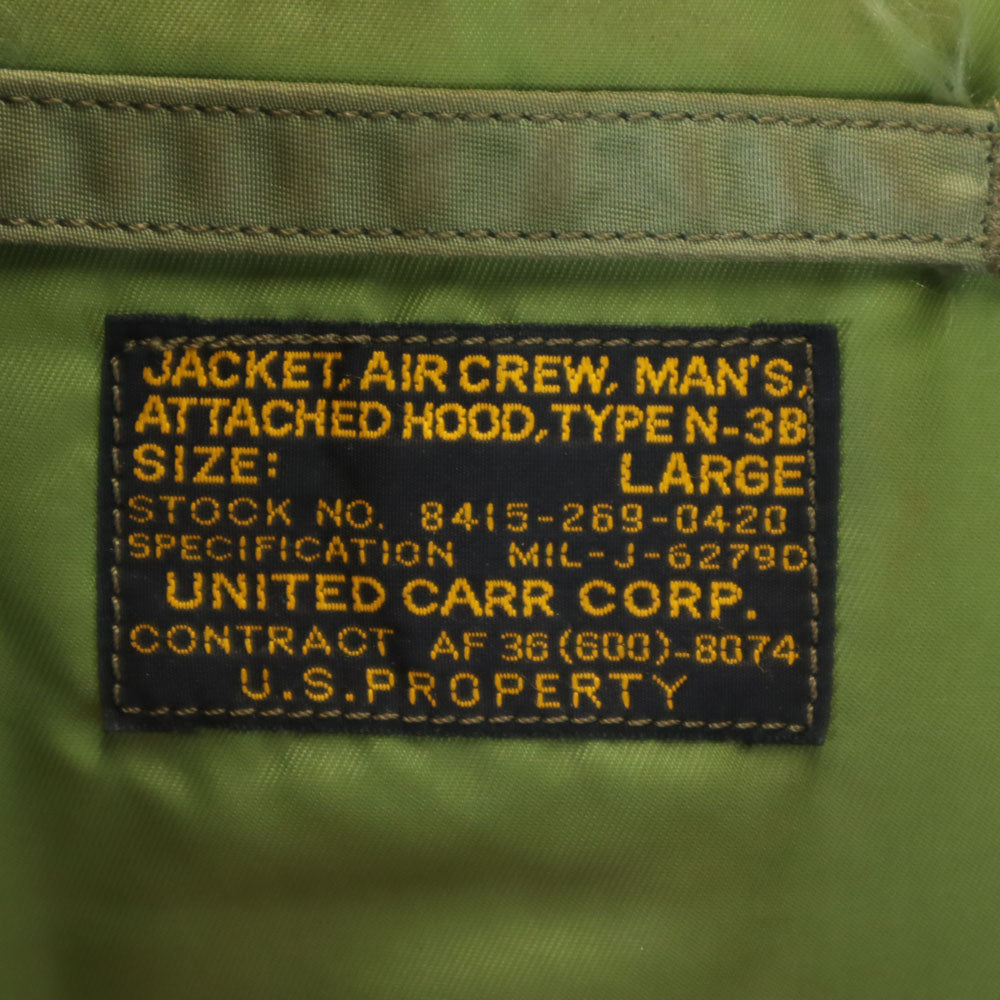 JACKET, AIR CREW, MAN'S,
ATTACHED HOOD, TYPE N-3B
SIZE: LARGE
STOCK NO. 8415-269-0420
SPECIFICATION MIL-J-6279D
UNITED CARR CORP.
CONTRACT AF 36(600)-8074
U.S. PROPERTY